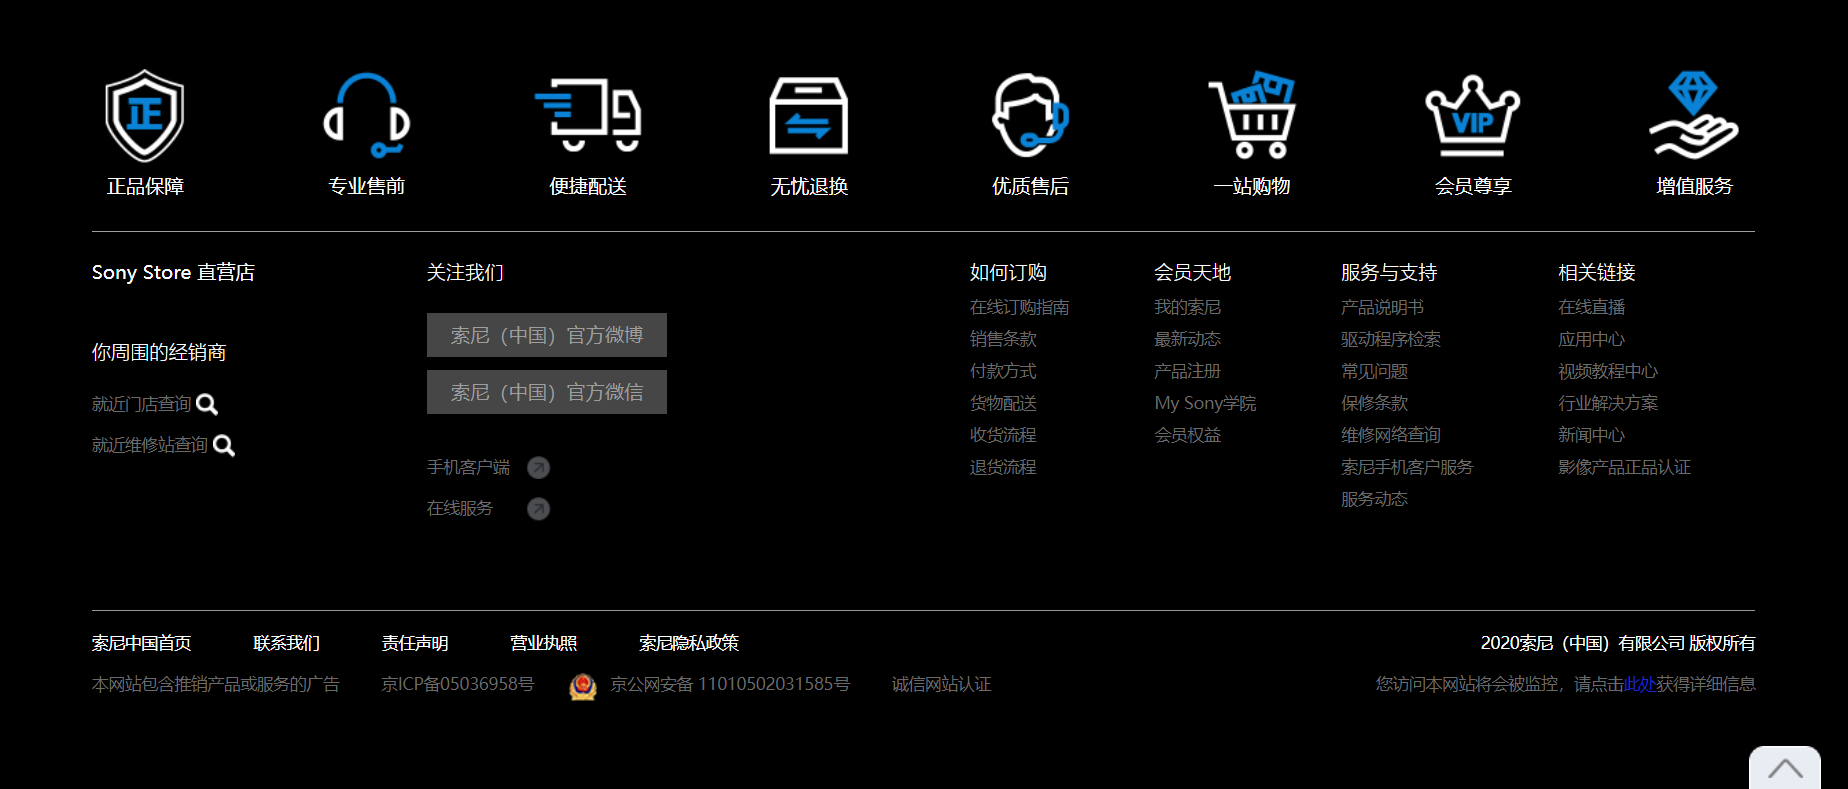 正
VIP
正品保障
专业售前
便捷配送
无忧退换
优质售后
一站购物
会员尊享
增值服务
Sony Store 直营店
你周围的经销商
就近门店查询
就近维修站查询
关注我们
索尼（中国）官方微博
索尼（中国）官方微信
手机客户端
在线服务
如何订购
在线订购指南
销售条款
付款方式
货物配送
收货流程
退货流程
会员天地
我的索尼
最新动态
产品注册
My Sony学院
会员权益
服务与支持
产品说明书
驱动程序检索
常见问题
保修条款
维修网络查询
索尼手机客户服务
服务动态
相关链接
在线直播
应用中心
视频教程中心
行业解决方案
新闻中心
影像产品正品认证
索尼中国首页 联系我们 责任声明 营业执照 索尼隐私政策 2020索尼（中国）有限公司 版权所有
本网站包含推销产品或服务的广告 京ICP备05036958号 京公网安备 11010502031585号 诚信网站认证 您访问本网站将会被监控，请点击此处获得详细信息